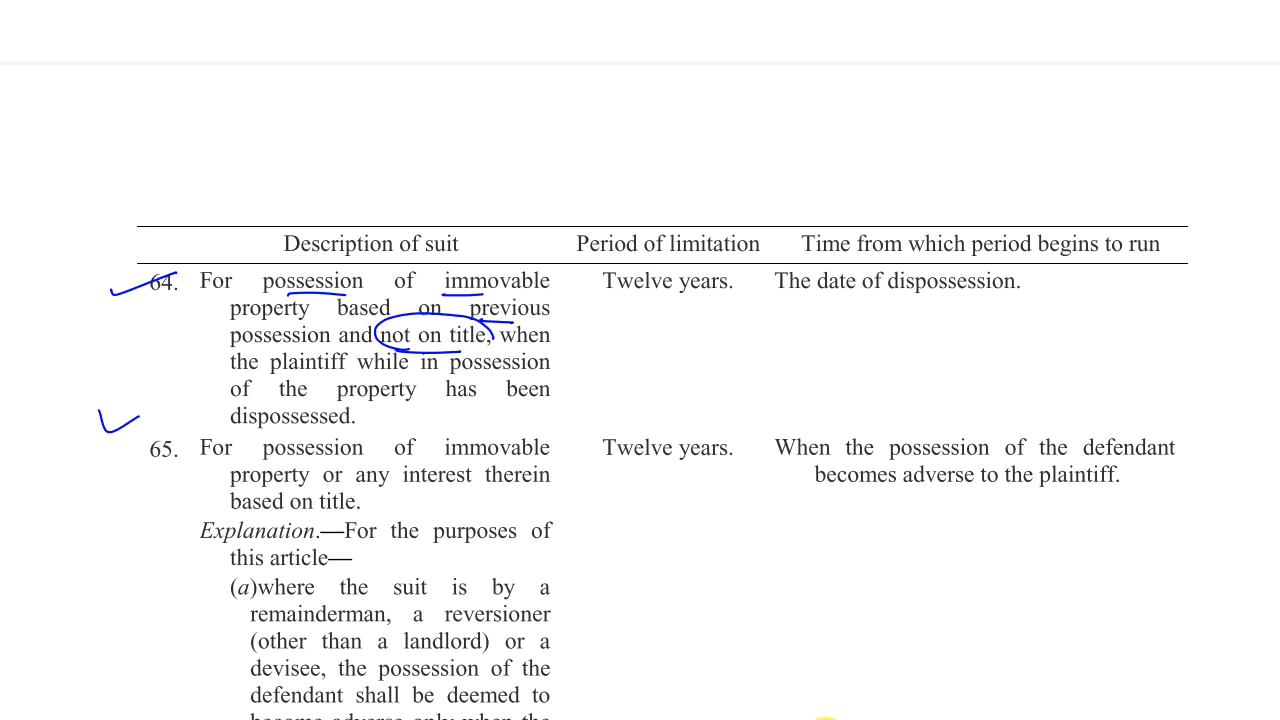 Description of suit Period of limitation Time from which period begins to run
64. For possession of immovable Twelve years. The date of dispossession.
property based on previous
possession and not on title, when
the plaintiff while in possession
of the property has been
dispossessed.
65. For possession of immovable Twelve years. When the possession of the defendant
property or any interest therein becomes adverse to the plaintiff.
based on title.
Explanation.—For the purposes of
this article—
(a)where the suit is by a
remainderman, a reversioner
(other than a landlord) or a
devisee, the possession of the
defendant shall be deemed to
become adverse only when the